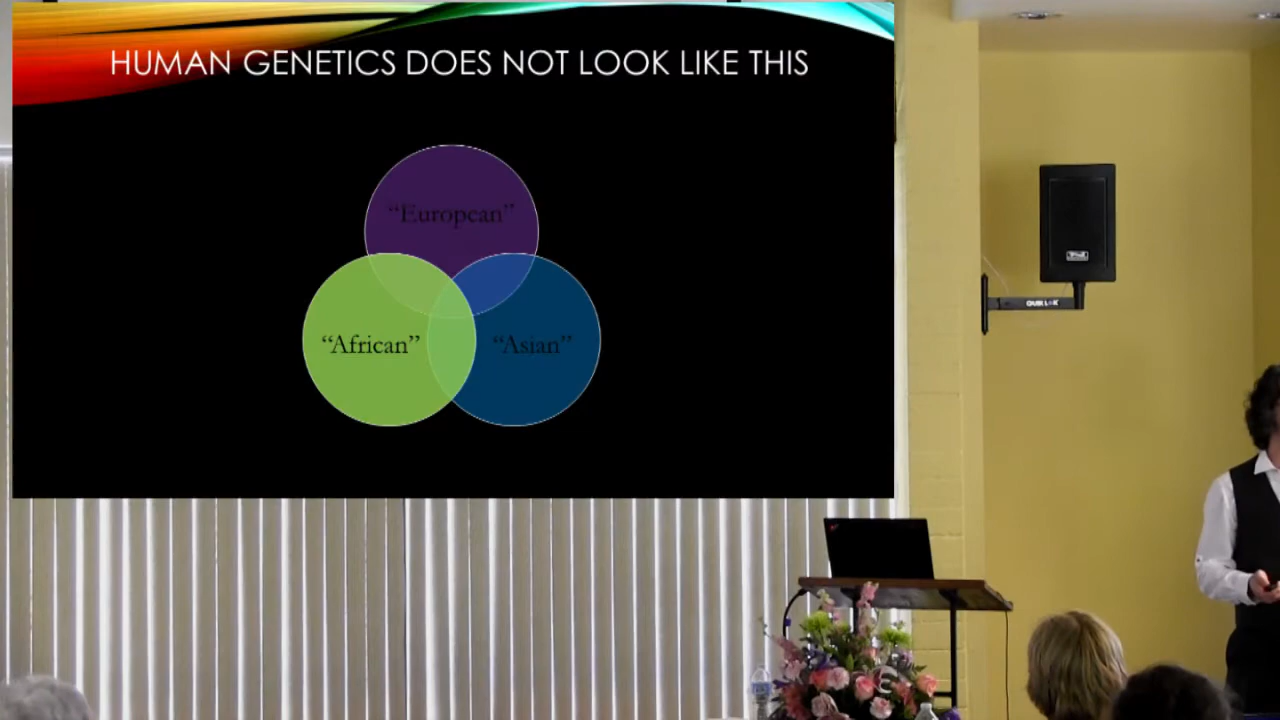 HUMAN GENETICS DOES NOT LOOK LIKE THIS
“European”
“African”
“Asian”